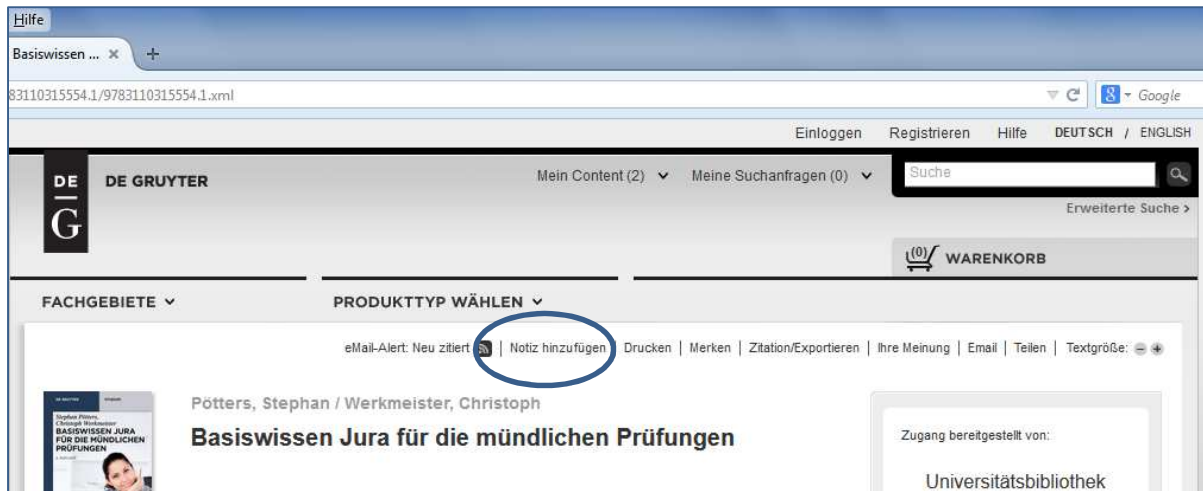 Hilfe
Basiswissen ... × +
83110315554.1/9783110315554.1.xml
Google
Einloggen Registrieren Hilfe DEUTSCH / ENGLISH
DE G DE GRUYTER
Mein Content (2) Meine Suchanfragen (0) Suche
Erweiterte Suche >
(0) WARENKORB
FACHGEBIETE PRODUKTTYP WÄHLEN
eMail-Alert: Neu zitiert | Notiz hinzufügen | Drucken | Merken | Zitation/Exportieren | Ihre Meinung | Email | Teilen | Textgröße:
Pötters, Stephan / Werkmeister, Christoph
Basiswissen Jura für die mündlichen Prüfungen
Stephan Pötters,
Christoph Werkmeister
BASISWISSEN JURA
FÜR DIE MÜNDLICHEN
PRÜFUNGEN
Zugang bereitgestellt von:
Universitätsbibliothek